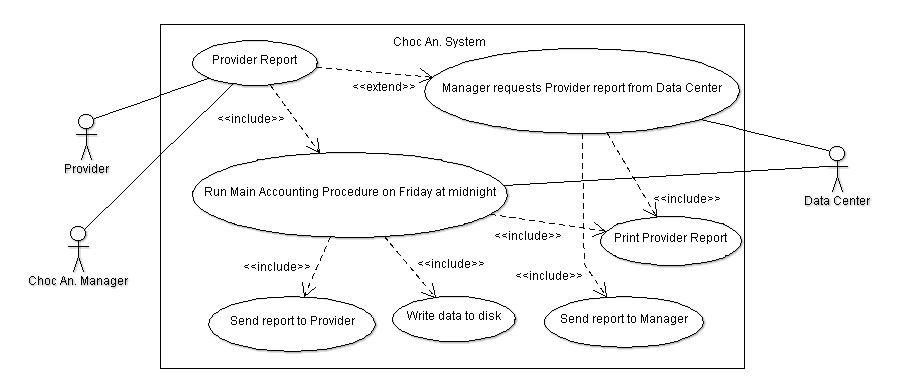 Choc An. System
Provider Report
<<extend>>
Manager requests Provider report from Data Center
<<include>>
Provider
Run Main Accounting Procedure on Friday at midnight
<<include>>
Data Center
<<include>>
Print Provider Report
Choc An. Manager
<<include>>
<<include>>
<<include>>
Send report to Provider
Write data to disk
Send report to Manager